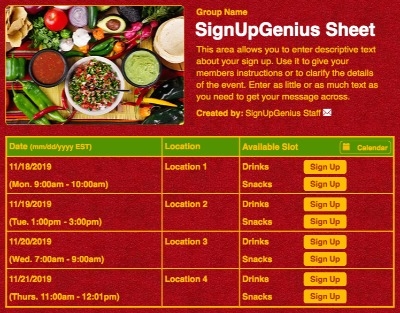 Group Name
SignUpGenius Sheet
This area allows you to enter descriptive text
about your sign up. Use it to give your
members instructions or to clarify the details
of the event. Enter as little or as much text as
you need to get your message across.
Created by: SignUpGenius Staff
Date (mm/dd/yyyy EST) Location Available Slot Calender
11/18/2019 Location 1 Drinks Sign Up
(Mon. 9:00am - 10:00am) Snacks Sign Up
11/19/2019 Location 2 Drinks Sign Up
(Tue. 1:00pm - 3:00pm) Snacks Sign Up
11/20/2019 Location 3 Drinks Sign Up
(Wed. 7:00am - 9:00am) Snacks Sign Up
11/21/2019 Location 4 Drinks Sign Up
(Thurs. 11:00am - 12:01pm) Snacks Sign Up